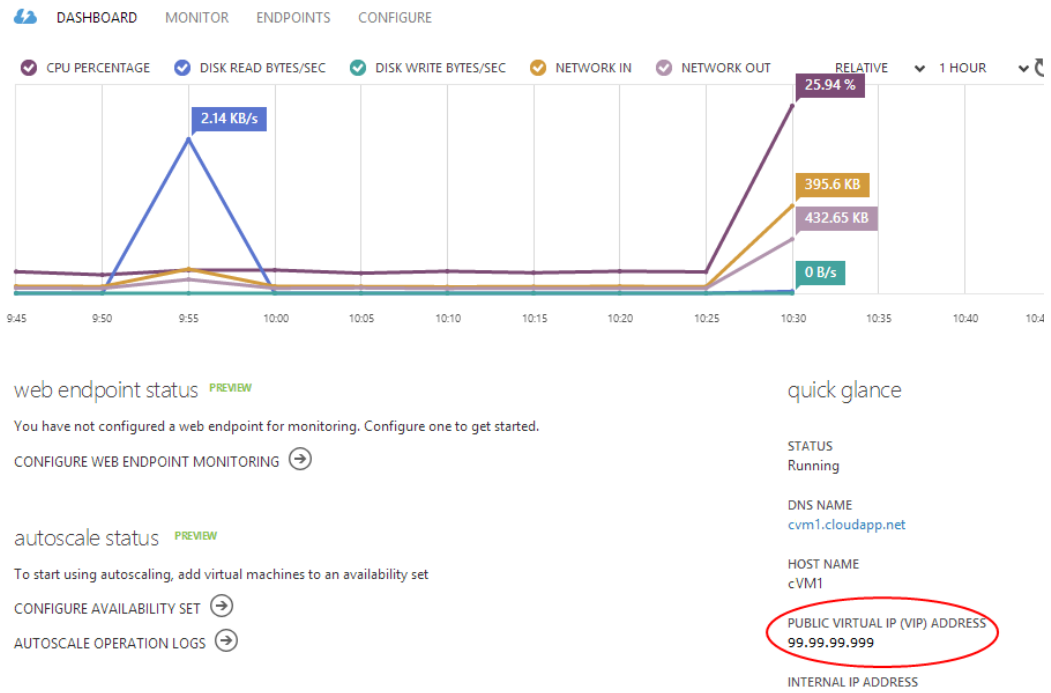 DASHBOARD MONITOR ENDPOINTS CONFIGURE
CPU PERCENTAGE DISK READ BYTES/SEC DISK WRITE BYTES/SEC NETWORK IN NETWORK OUT RELATIVE 1 HOUR
25.94 %
2.14 KB/s
395.6 KB
432.65 KB
0 B/s
9:45 9:50 9:55 10:00 10:05 10:10 10:15 10:20 10:25 10:30 10:35 10:40
web endpoint status PREVIEW
You have not configured a web endpoint for monitoring. Configure one to get started.
CONFIGURE WEB ENDPOINT MONITORING
autoscale status PREVIEW
To start using autoscaling, add virtual machines to an availability set
CONFIGURE AVAILABILITY SET
AUTOSCALE OPERATION LOGS
quick glance
STATUS
Running
DNS NAME
cvm1.cloudapp.net
HOST NAME
cVM1
PUBLIC VIRTUAL IP (VIP) ADDRESS
99.99.99.999
INTERNAL IP ADDRESS